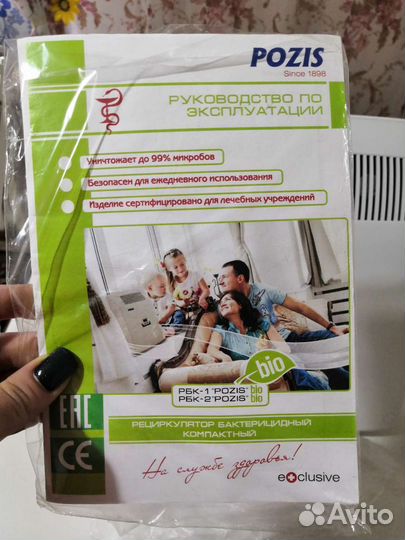 POZIS
Since 1898
РУКОВОДСТВО ПО
ЭКСПЛУАТАЦИИ
Уничтожает до 99% микробов
Безопасен для ежедневного использования
Изделие сертифицировано для лечебных учреждений
bio
РБК-1 "POZIS" bio
РБК-2 "POZIS" bio
EAC
CE
РЕЦИРКУЛЯТОР БАКТЕРИЦИДНЫЙ
КОМПАКТНЫЙ
На службе здоровья!
exclusive
Avito